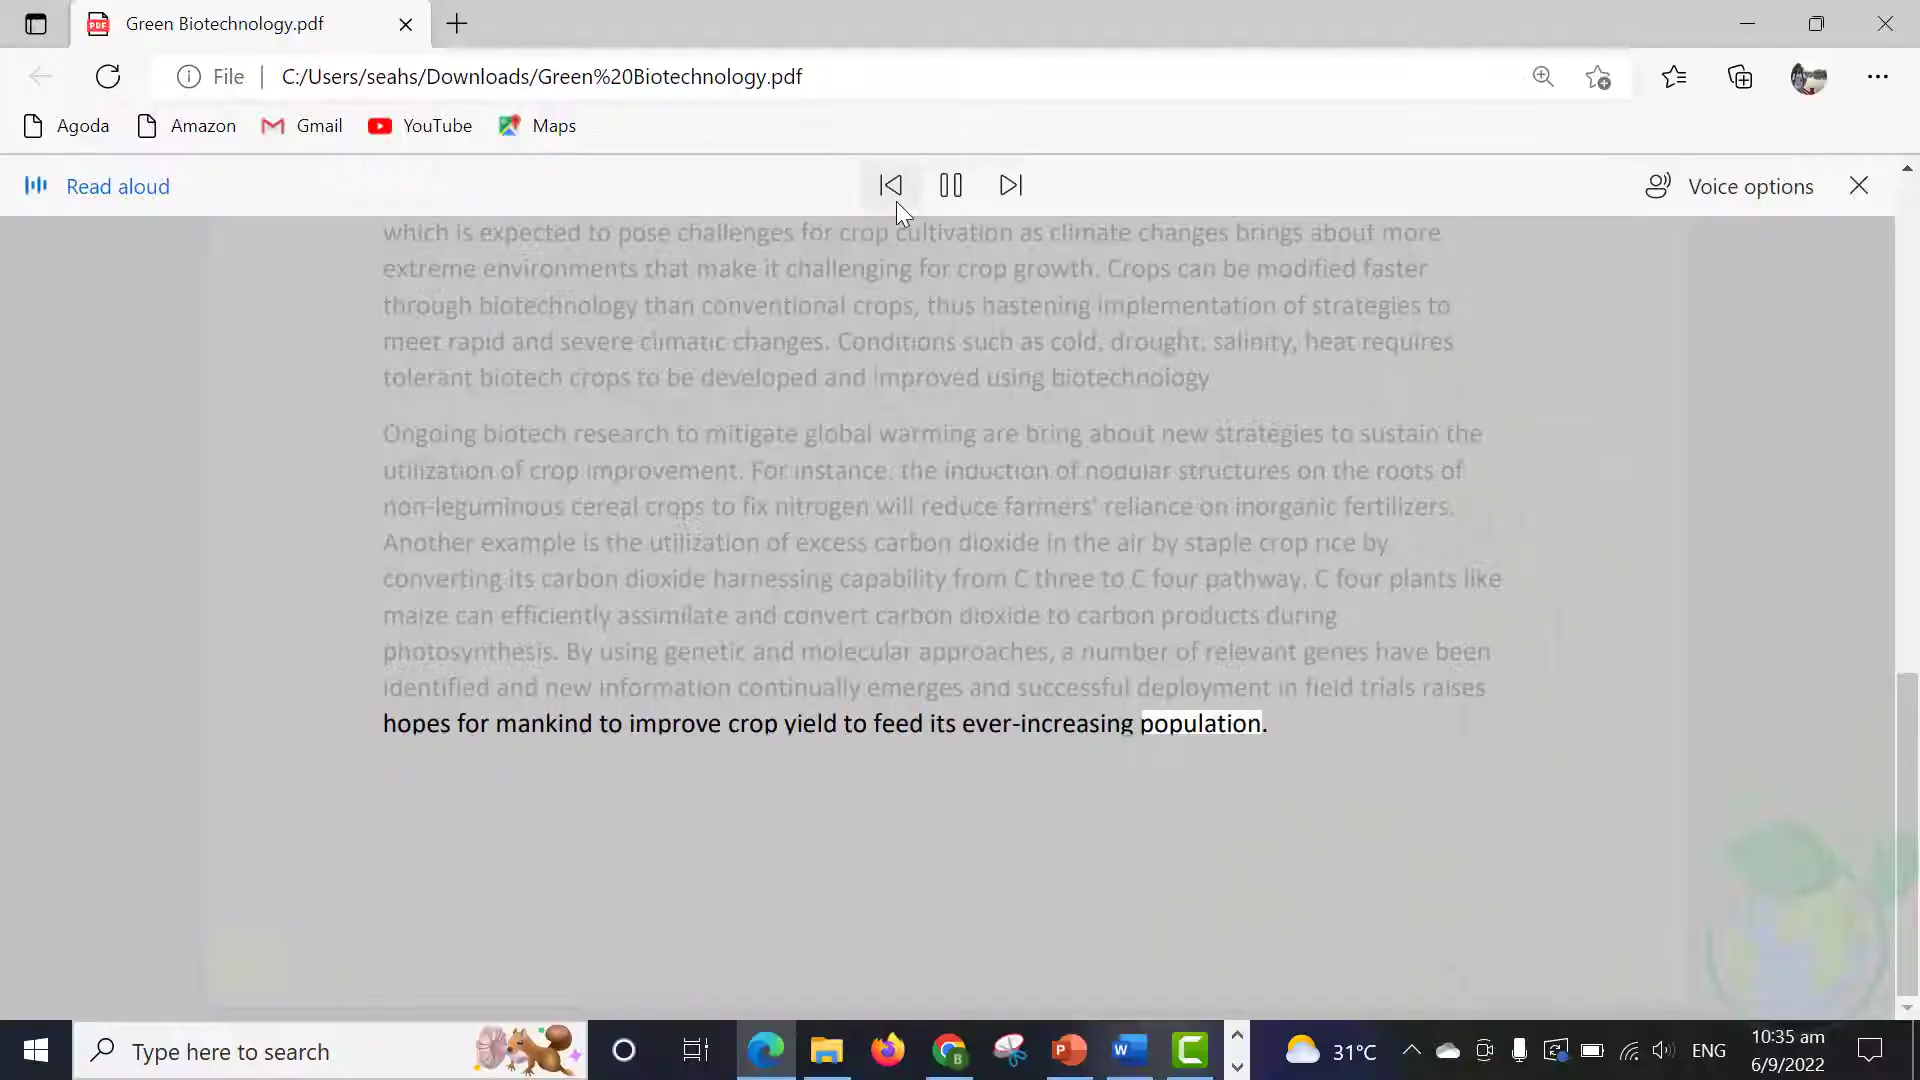 Green Biotechnology.pdf
File
C:/Users/seahs/Downloads/Green%20Biotechnology.pdf
Agoda
Amazon
Gmail
YouTube
Maps
Read aloud
Voice options
which is expected to pose challenges for crop cultivation as climate changes brings about more
extreme environments that make it challenging for crop growth. Crops can be modified faster
through biotechnology than conventional crops, thus hastening implementation of strategies to
meet rapid and severe climatic changes. Conditions such as cold, drought, salinity, heat requires
tolerant biotech crops to be developed and improved using biotechnology
Ongoing biotech research to mitigate global warming are bring about new strategies to sustain the
utilization of crop improvement. For instance, the induction of nodular structures on the roots of
non-leguminous cereal crops to fix nitrogen will reduce farmers' reliance on inorganic fertilizers.
Another example is the utilization of excess carbon dioxide in the air by staple crop rice by
converting its carbon dioxide harnessing capability from C three to C four pathway. C four plants like
maize can efficiently assimilate and convert carbon dioxide to carbon products during
photosynthesis. By using genetic and molecular approaches, a number of relevant genes have been
identified and new information continually emerges and successful deployment in field trials raises
hopes for mankind to improve crop yield to feed its ever-increasing population.
Type here to search
31°C
ENG
10:35 am
6/9/2022